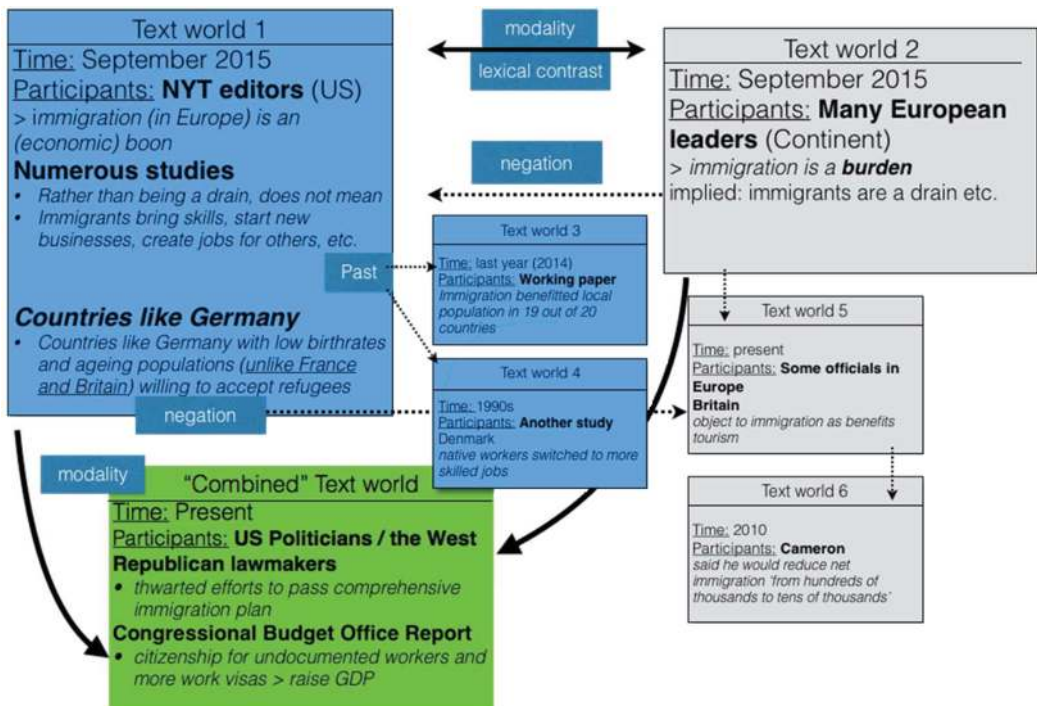 Text world 1
Time: September 2015
Participants: NYT editors (US)
> immigration (in Europe) is an
(economic) boon
Numerous studies
• Rather than being a drain, does not mean
• Immigrants bring skills, start new
businesses, create jobs for others, etc.
Past
Countries like Germany
• Countries like Germany with low birthrates
and ageing populations (unlike France
and Britain) willing to accept refugees
negation
modality
lexical contrast
negation
Text world 2
Time: September 2015
Participants: Many European
leaders (Continent)
> immigration is a burden
implied: immigrants are a drain etc.
Text world 3
Time: last year (2014)
Participants: Working paper
Immigration benefitted local
population in 19 out of 20
countries
Text world 4
Time: 1990s
Participants: Another study
Denmark
native workers switched to more
skilled jobs
Text world 5
Time: present
Participants: Some officials in
Europe
Britain
object to immigration as benefits
tourism
Text world 6
Time: 2010
Participants: Cameron
said he would reduce net
immigration ‘from hundreds of
thousands to tens of thousands’
modality
“Combined” Text world
Time: Present
Participants: US Politicians / the West
Republican lawmakers
• thwarted efforts to pass comprehensive
immigration plan
Congressional Budget Office Report
• citizenship for undocumented workers and
more work visas > raise GDP